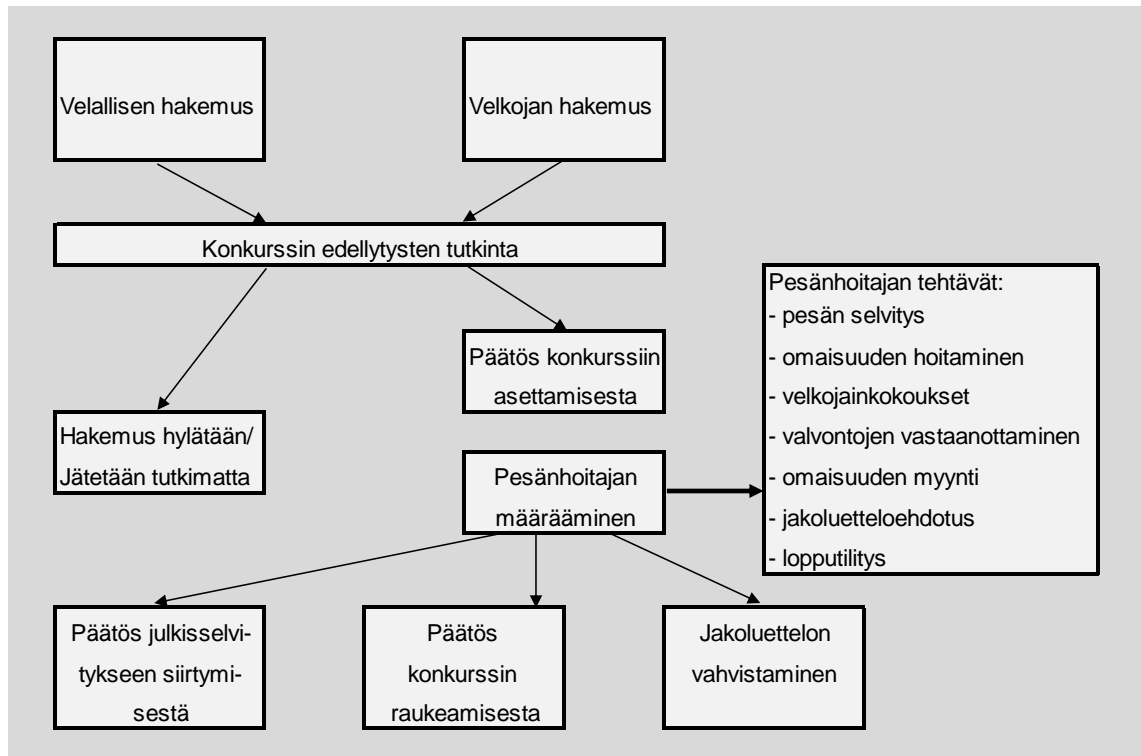 Velallisen hakemus
Velkojan hakemus
Konkurssin edellytysten tutkinta
Pesänhoitajan tehtävät:
- pesän selvitys
- omaisuuden hoitaminen
- velkojainkokoukset
- valvontojen vastaanottaminen
- omaisuuden myynti
- jakoluetteloehdotus
- lopputilitys
Päätös konkurssiin
asettamisesta
Hakemus hylätään/
Jätetään tutkimatta
Pesänhoitajan
määrääminen
Päätös julkisselvi-
tykseen siirtymi-
sestä
Päätös
konkurssin
raukeamisesta
Jakoluettelon
vahvistaminen